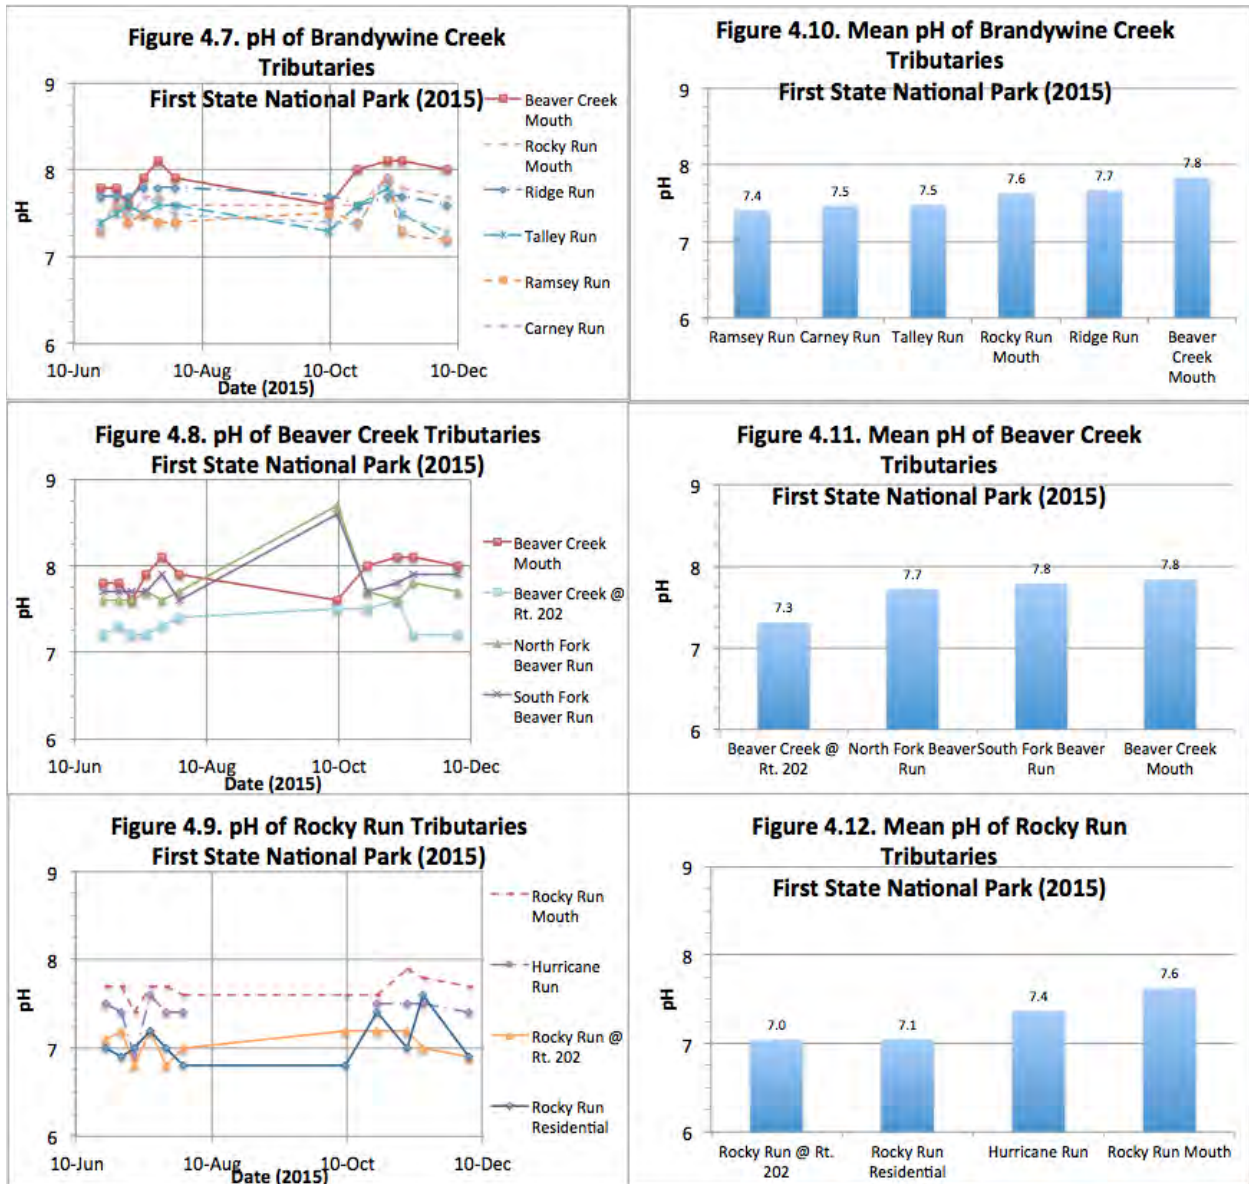 Figure 4.7. pH of Brandywine Creek
Tributaries
First State National Park (2015)
9
8
7
6
pH
10-Jun
10-Aug
10-Oct
10-Dec
Date (2015)
Beaver Creek
Mouth
Rocky Run
Mouth
Ridge Run
Talley Run
Ramsey Run
Carney Run
Figure 4.10. Mean pH of Brandywine Creek
Tributaries
First State National Park (2015)
9
8
7
6
pH
7.4
7.5
7.5
7.6
7.7
7.8
Ramsey Run
Carney Run
Talley Run
Rocky Run
Mouth
Ridge Run
Beaver
Creek
Mouth
Figure 4.8. pH of Beaver Creek Tributaries
First State National Park (2015)
9
8
7
6
pH
10-Jun
10-Aug
10-Oct
10-Dec
Date (2015)
Beaver Creek
Mouth
Beaver Creek @
Rt. 202
North Fork
Beaver Run
South Fork
Beaver Run
Figure 4.11. Mean pH of Beaver Creek
Tributaries
First State National Park (2015)
9
8
7
6
pH
7.3
7.7
7.8
7.8
Beaver Creek @
Rt. 202
North Fork Beaver
Run
South Fork Beaver
Run
Beaver Creek
Mouth
Figure 4.9. pH of Rocky Run Tributaries
First State National Park (2015)
9
8
7
6
pH
10-Jun
10-Aug
10-Oct
10-Dec
Date (2015)
Rocky Run
Mouth
Hurricane
Run
Rocky Run @
Rt. 202
Rocky Run
Residential
Figure 4.12. Mean pH of Rocky Run
Tributaries
First State National Park (2015)
9
8
7
6
pH
7.0
7.1
7.4
7.6
Rocky Run @ Rt.
202
Rocky Run
Residential
Hurricane Run
Rocky Run Mouth